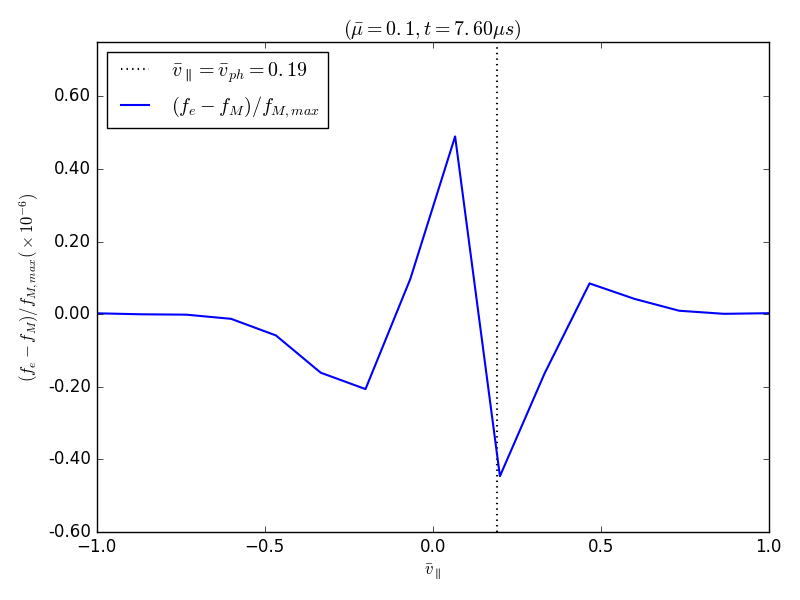 (μ̄ = 0.1, t = 7.60μs)
v̄∥ = v̄ph = 0.19
(fe − fM)/fM,max
(fe − fM)/fM,max(×10⁻⁶)
0.60
0.40
0.20
0.00
-0.20
-0.40
-0.60
−1.0 −0.5 0.0 0.5 1.0
v̄∥